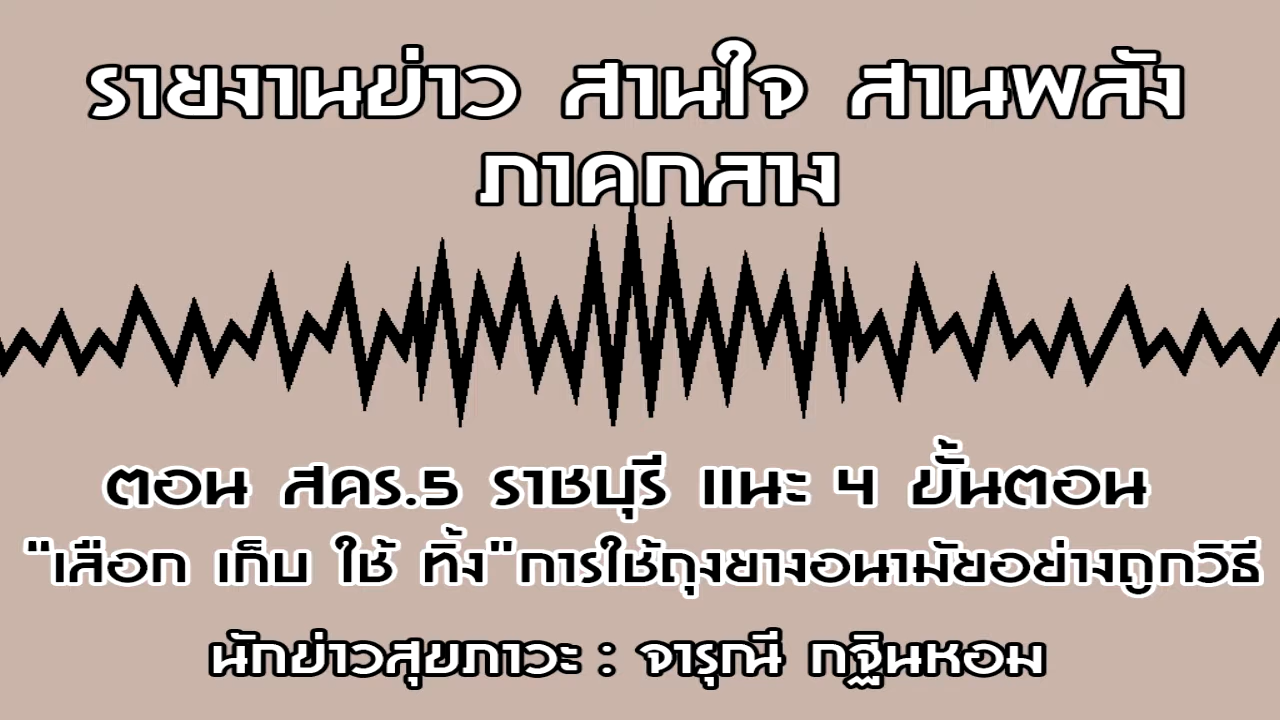 รายงานข่าว สานใจ สานพลัง
ภาคกลาง
ตอน สคร.5 ราชบุรี แนะ 4 ขั้นตอน
"เลือก เก็บ ใช้ ทิ้ง"การใช้ถุงยางอนามัยอย่างถูกวิธี
นักข่าวสุขภาวะ : จารุณี กฐินหอม